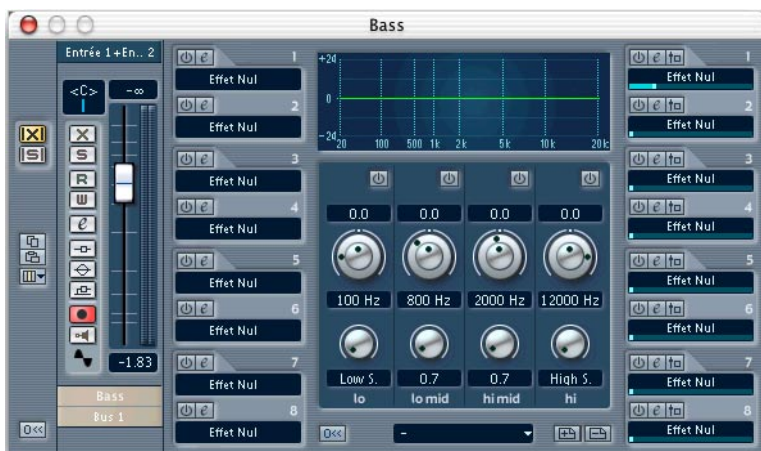 Bass
Entrée 1+En.. 2
<C>
-∞
X
S
R
W
e
-1.83
Bass
Bus 1
|X|
|S|
0<<
e 1
Effet Nul
e 2
Effet Nul
e 3
Effet Nul
e 4
Effet Nul
e 5
Effet Nul
e 6
Effet Nul
e 7
Effet Nul
e 8
Effet Nul
+24
0
-24
20 100 500 1k 2k 5k 10k 20k
0.0 0.0 0.0 0.0
100 Hz 800 Hz 2000 Hz 12000 Hz
Low S. 0.7 0.7 High S.
lo lo mid hi mid hi
0<< -
e 1
Effet Nul
e 2
Effet Nul
e 3
Effet Nul
e 4
Effet Nul
e 5
Effet Nul
e 6
Effet Nul
e 7
Effet Nul
e 8
Effet Nul